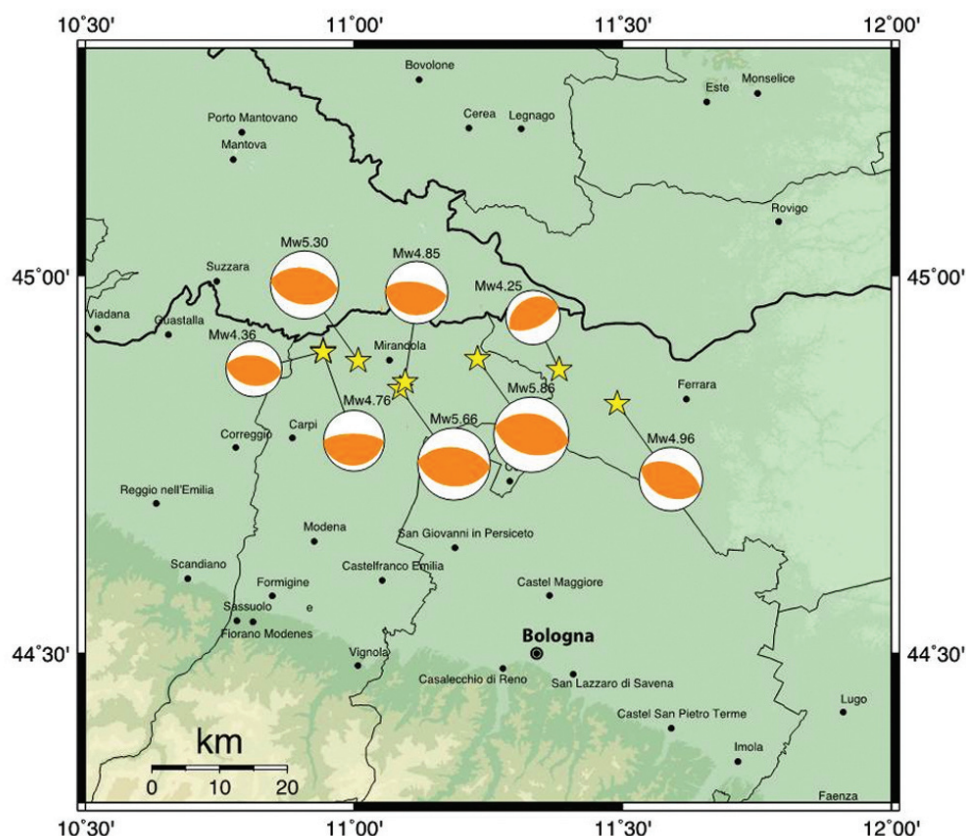 10˚30'
11˚00'
11˚30'
12˚00'
Bovolone
Este
Monselice
Porto Mantovano
Cerea
Legnago
Mantova
Rovigo
Mw5.30
Mw4.85
45˚00'
Suzzara
Mw4.25
45˚00'
Viadana
Guastalla
Mw4.36
Mirandola
Mw5.86
Ferrara
Mw4.76
Mw5.66
Carpi
Correggio
Mw4.96
Reggio nell'Emilia
Modena
San Giovanni in Persiceto
Scandiano
Castelfranco Emilia
Formigine
Castel Maggiore
Sassuolo
e
Fiorano Modenes
Bologna
44˚30'
Vignola
44˚30'
Casalecchio di Reno
San Lazzaro di Savena
Castel San Pietro Terme
Lugo
km
Imola
0 10 20
Faenza
10˚30'
11˚00'
11˚30'
12˚00'